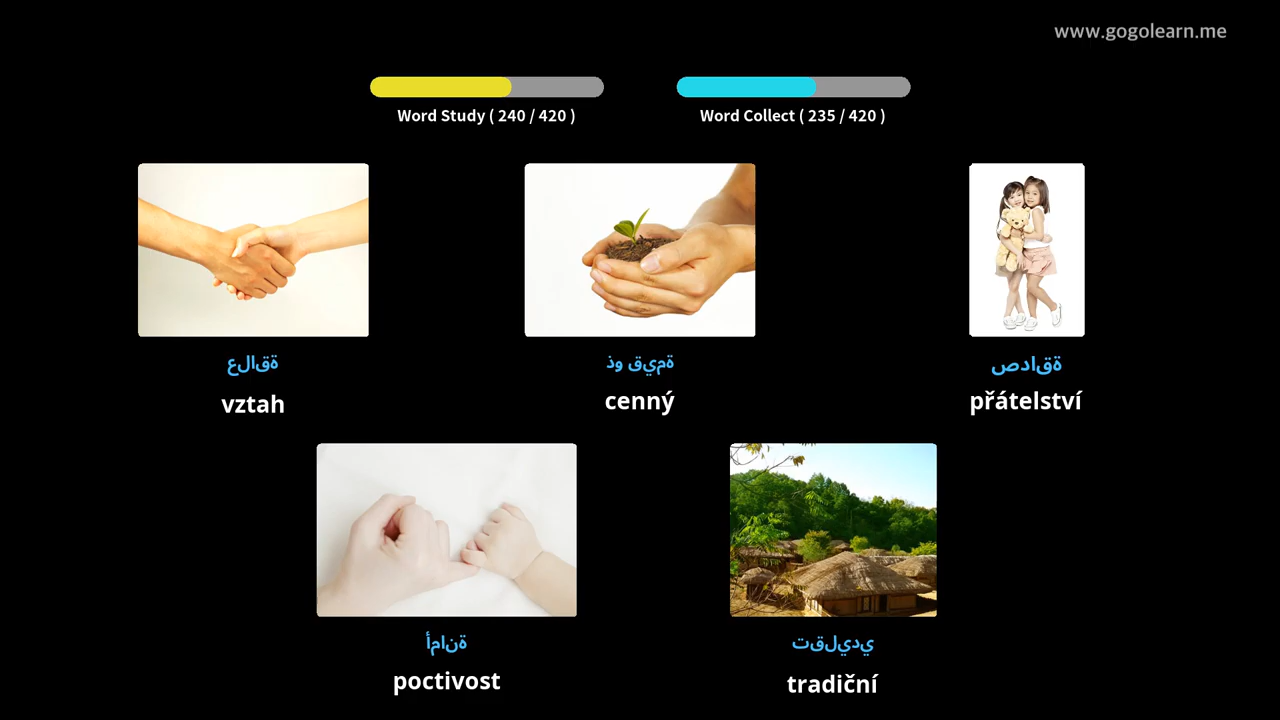 www.gogolearn.me
Word Study ( 240 / 420 )
Word Collect ( 235 / 420 )
علاقة
vztah
ذو قيمة
cenný
صداقة
přátelství
أمانة
poctivost
تقليدي
tradiční